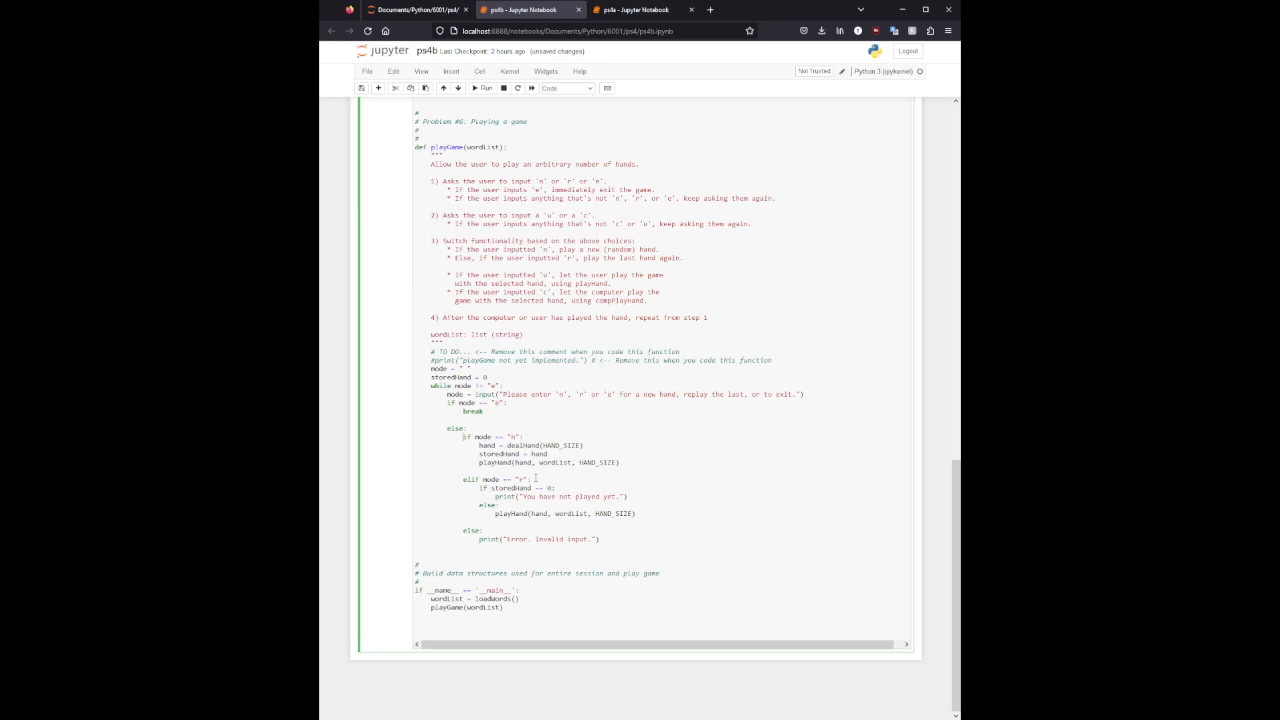 Documents/Python/6001/ps4/
ps4b - Jupyter Notebook
ps4a - Jupyter Notebook
localhost:8888/notebooks/Documents/Python/6001/ps4/ps4b.ipynb
jupyter ps4b Last Checkpoint: 2 hours ago (unsaved changes)
Logout
File Edit View Insert Cell Kernel Widgets Help
Not Trusted
Python 3 (ipykernel)
Run
Code
#
# Problem #6: Playing a game
#
#
def playGame(wordList):
"""
Allow the user to play an arbitrary number of hands.
1) Asks the user to input 'n' or 'r' or 'e'.
* If the user inputs 'e', immediately exit the game.
* If the user inputs anything that's not 'n', 'r', or 'e', keep asking them again.
2) Asks the user to input a 'u' or a 'c'.
* If the user inputs anything that's not 'c' or 'u', keep asking them again.
3) Switch functionality based on the above choices:
* If the user inputted 'n', play a new (random) hand.
* Else, if the user inputted 'r', play the last hand again.
* If the user inputted 'u', let the user play the game
with the selected hand, using playHand.
* If the user inputted 'c', let the computer play the
game with the selected hand, using compPlayHand.
4) After the computer or user has played the hand, repeat from step 1
wordList: list (string)
"""
# TO DO... <-- Remove this comment when you code this function
#print("playGame not yet implemented.") # <-- Remove this when you code this function
mode = " "
storedHand = 0
while mode != "e":
mode = input("Please enter 'n', 'r' or 'e' for a new hand, replay the last, or to exit.")
if mode == "e":
break
else:
if mode == "n":
hand = dealHand(HAND_SIZE)
storedHand = hand
playHand(hand, wordList, HAND_SIZE)
elif mode == "r":
if storedHand == 0:
print("You have not played yet.")
else:
playHand(hand, wordList, HAND_SIZE)
else:
print("Error. Invalid input.")
#
# Build data structures used for entire session and play game
#
if __name__ == '__main__':
wordList = loadWords()
playGame(wordList)